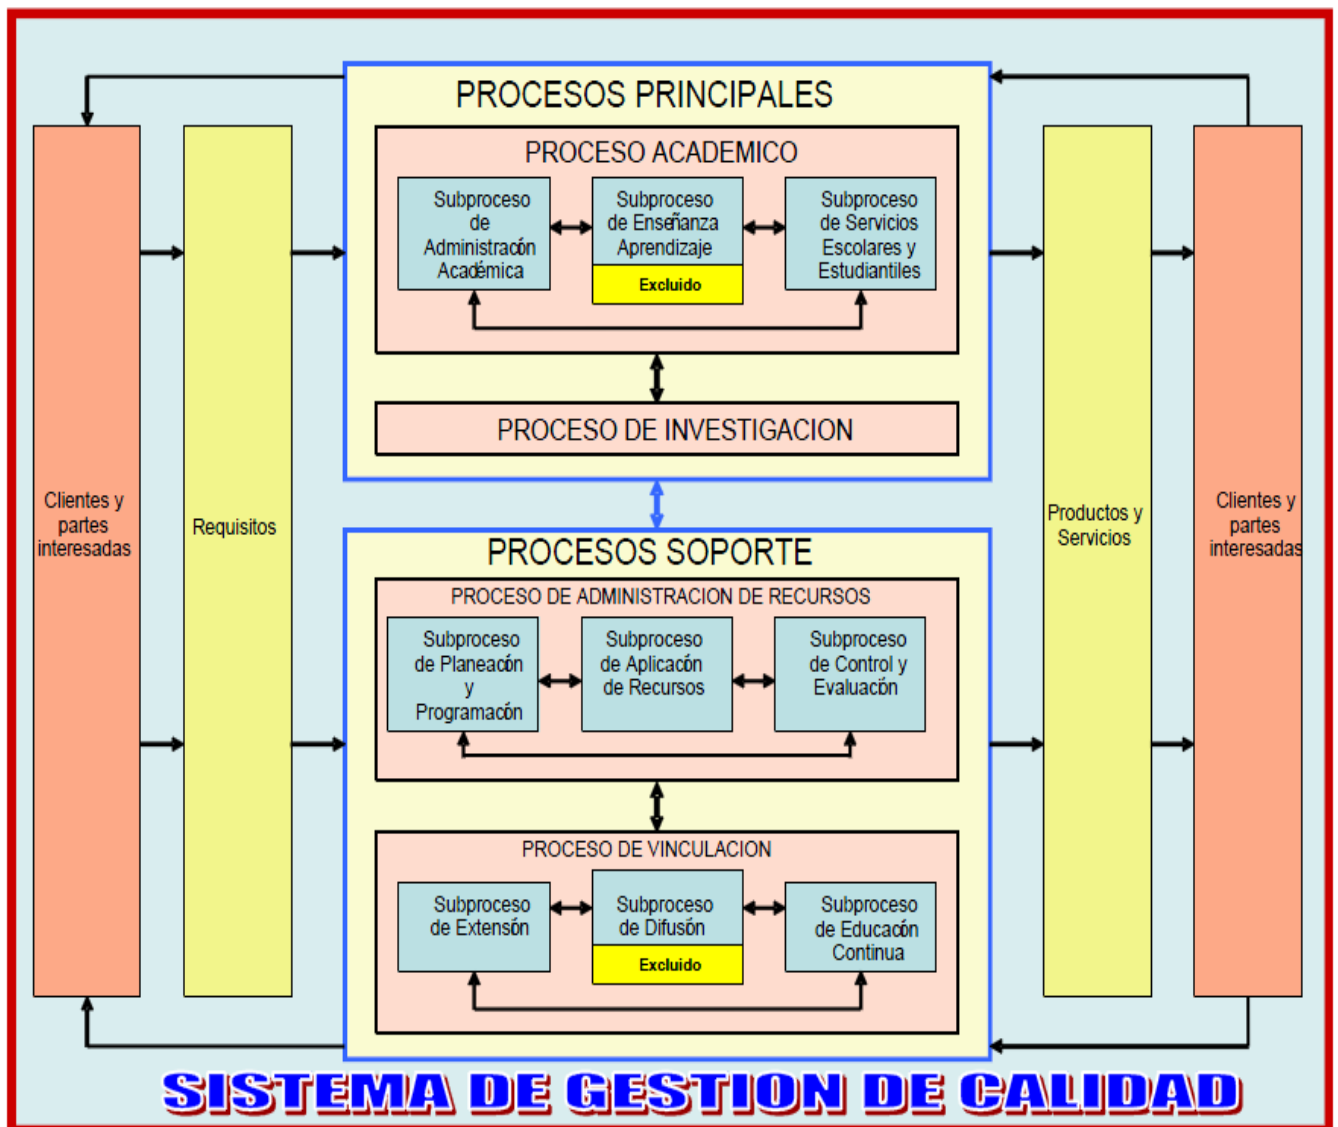 PROCESOS PRINCIPALES
PROCESO ACADEMICO
Subproceso
de
Administracón
Académica
Subproceso
de Enseñanza
Aprendizaje
Excluido
Subproceso
de Servicios
Escolares y
Estudiantiles
PROCESO DE INVESTIGACION
Clientes y
partes
interesadas
Requisitos
Productos y
Servicios
Clientes y
partes
interesadas
PROCESOS SOPORTE
PROCESO DE ADMINISTRACION DE RECURSOS
Subproceso
de Planeacón
y
Programacón
Subproceso
de Aplicacón
de Recursos
Subproceso
de Control y
Evaluacón
PROCESO DE VINCULACION
Subproceso
de Extensón
Subproceso
de Difusón
Excluido
Subproceso
de Educacón
Continua
SISTEMA DE GESTION DE CALIDAD